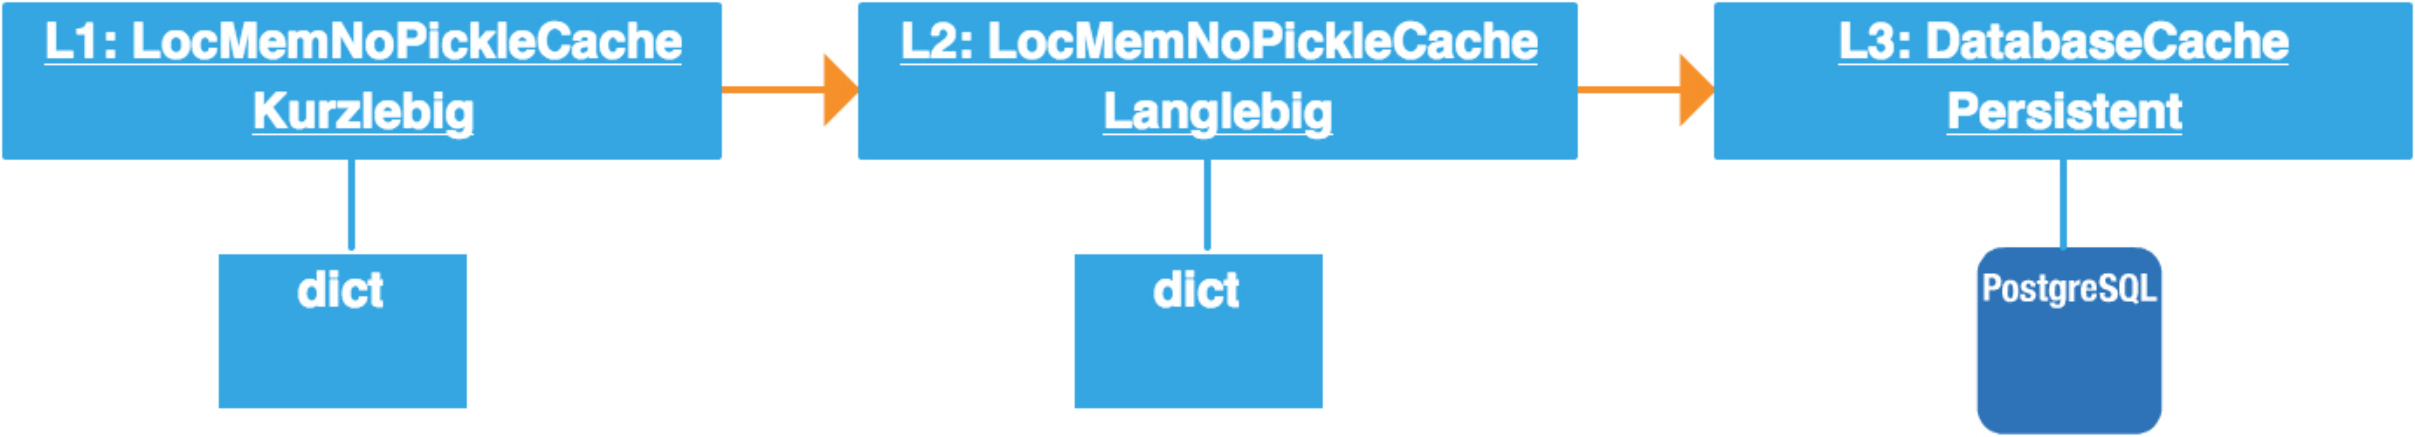 L1: LocMemNoPickleCache
Kurzlebig
L2: LocMemNoPickleCache
Langlebig
L3: DatabaseCache
Persistent
dict
dict
PostgreSQL